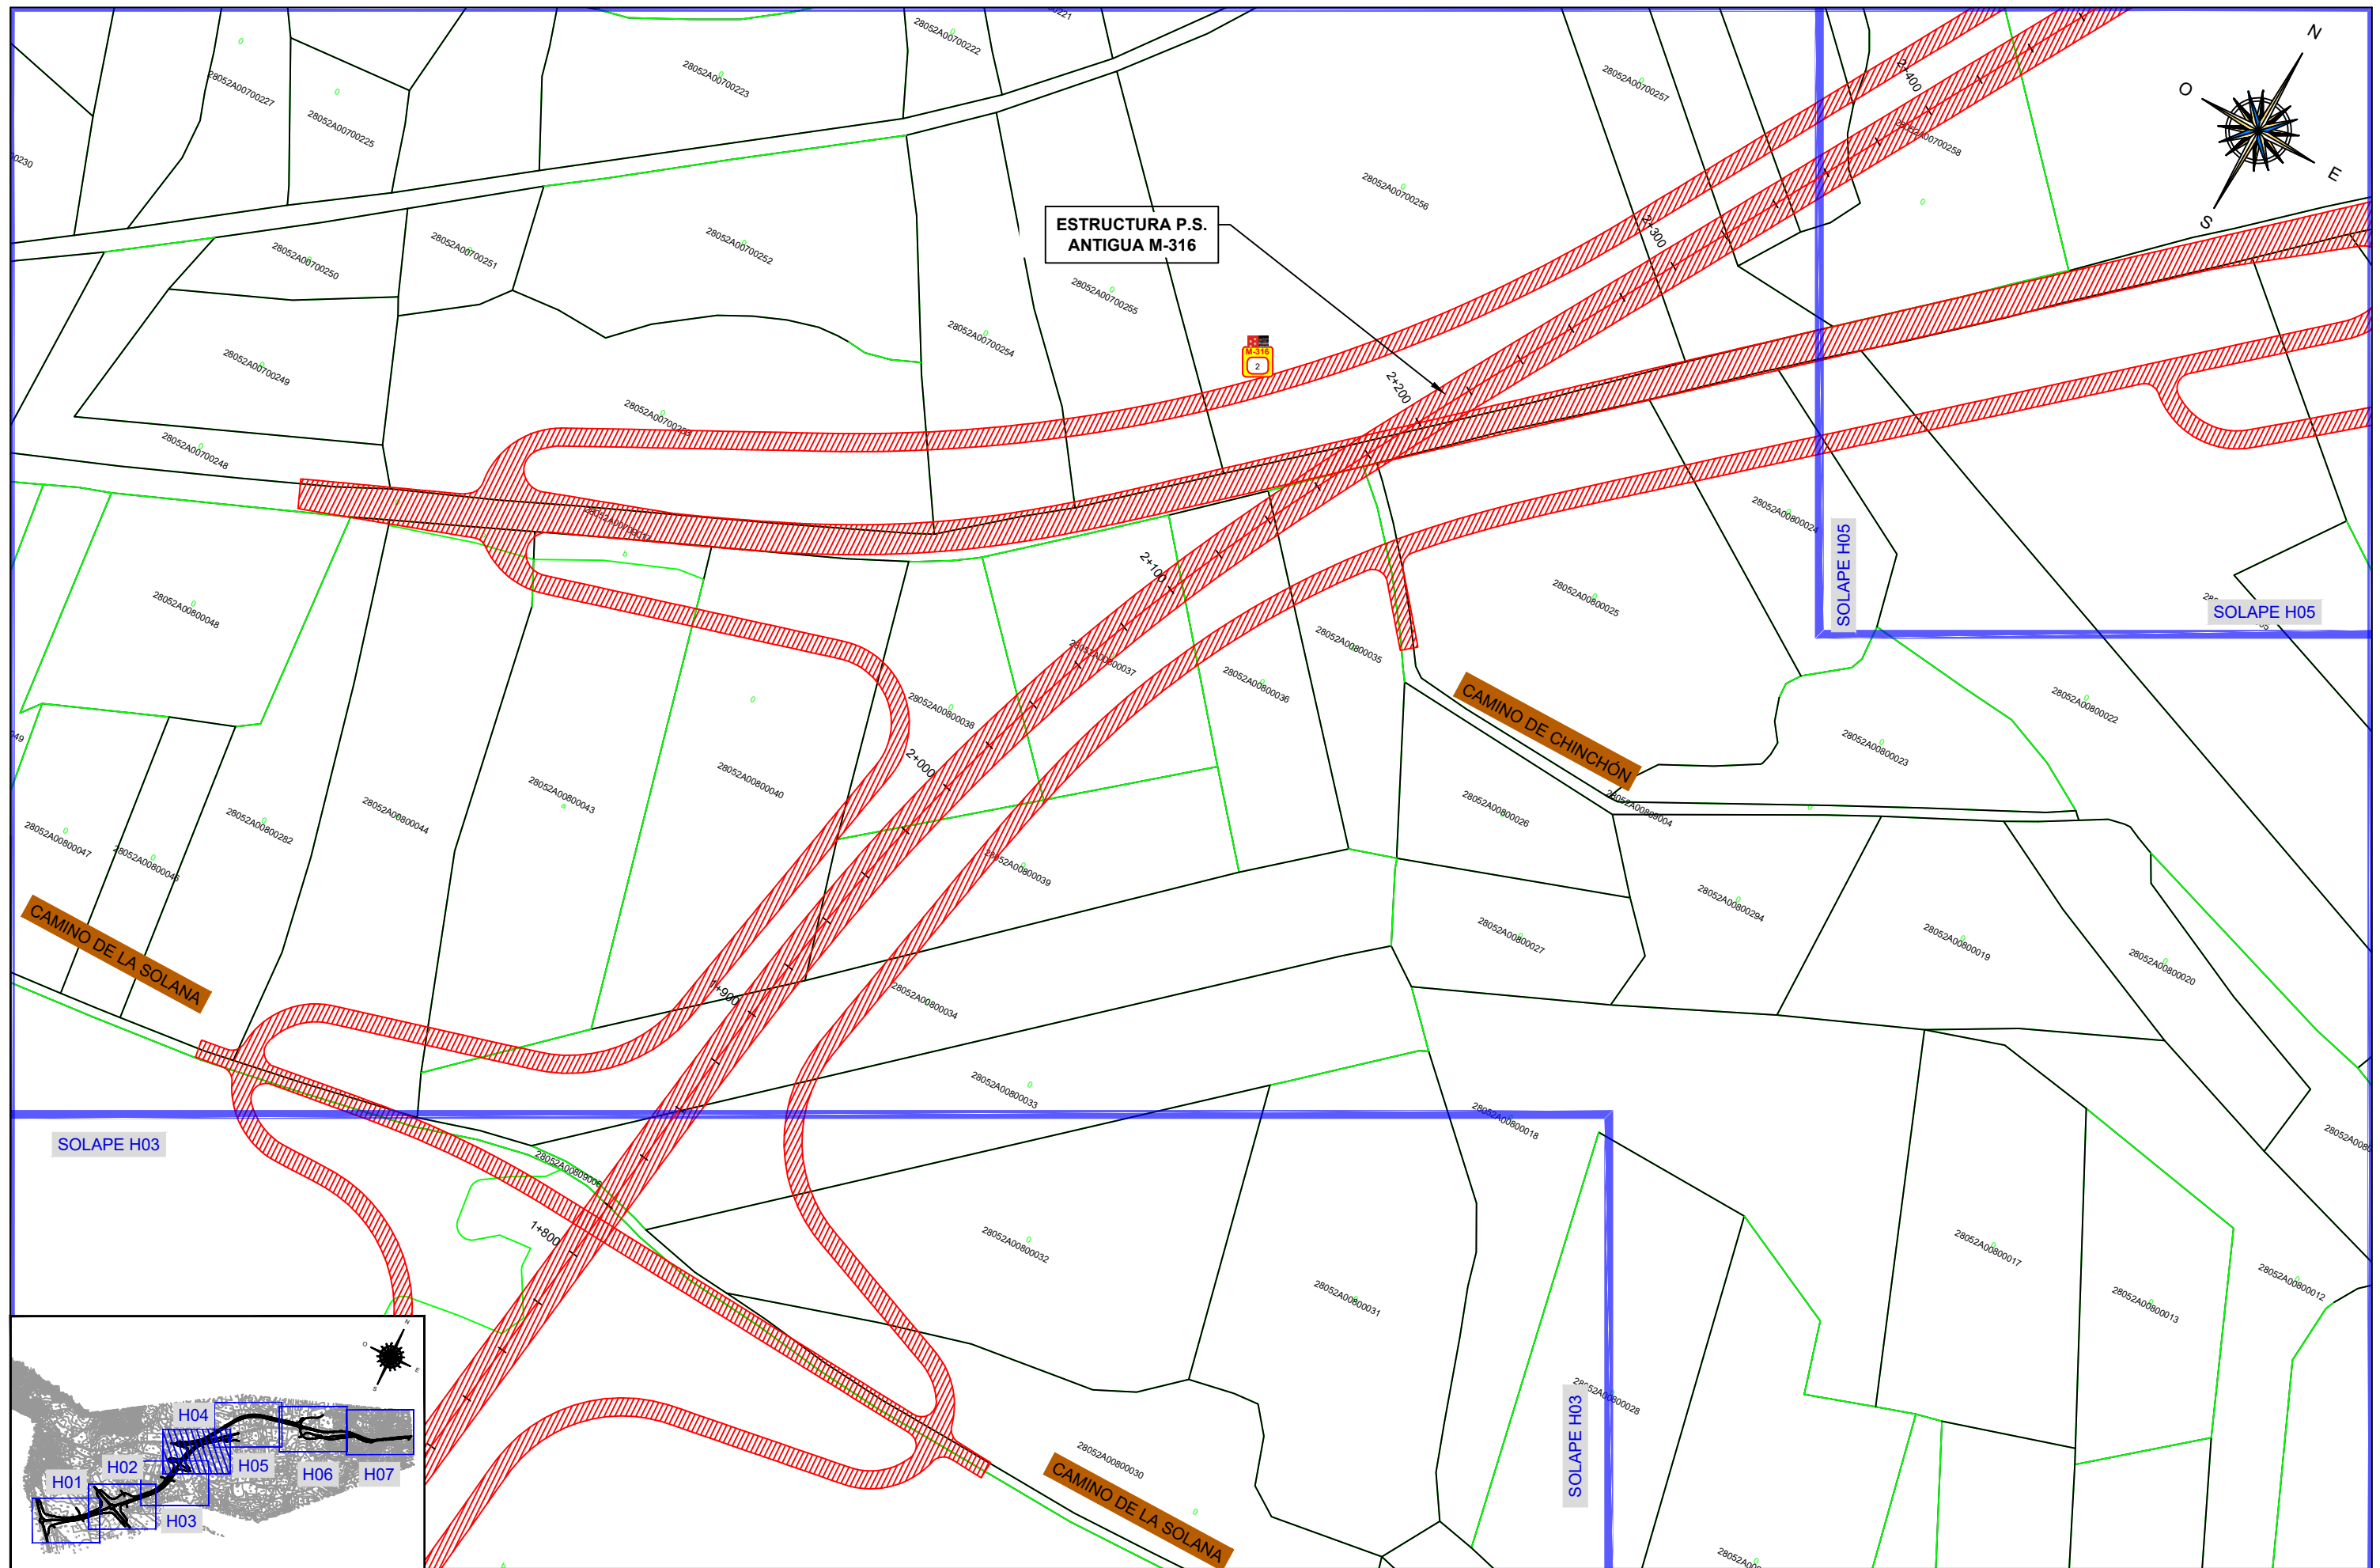 28052A00700222
28052A00700227
28052A00700225
28052A00700223
28052A00700257
2+400
28052A00700258
N
O
E
S
28052A00700256
ESTRUCTURA P.S.
ANTIGUA M-316
2+300
28052A00700250
28052A00700251
28052A00700252
28052A00700255
28052A00700254
28052A00700249
M-316
2
2+200
28052A00700248
28052A00800024
SOLAPE H05
SOLAPE H05
2+100
28052A00800048
28052A00800025
28052A00800035
28052A00800036
28052A00800038
CAMINO DE CHINCHÓN
28052A00800022
28052A00800023
2+000
28052A00800040
28052A00800043
28052A00800044
28052A00800282
28052A00800047
28052A00800046
28052A00800026
28052A00809004
28052A00800039
28052A00800294
28052A00800027
28052A00800019
28052A00800020
CAMINO DE LA SOLANA
1+900
28052A00800034
28052A00800033
28052A00800018
SOLAPE H03
28052A00809006
1+800
28052A00800032
28052A00800031
28052A00800017
28052A00800013
28052A00800012
28052A00800028
SOLAPE H03
28052A00800030
CAMINO DE LA SOLANA
N
O
E
S
H04
H02
H05
H01
H06
H07
H03